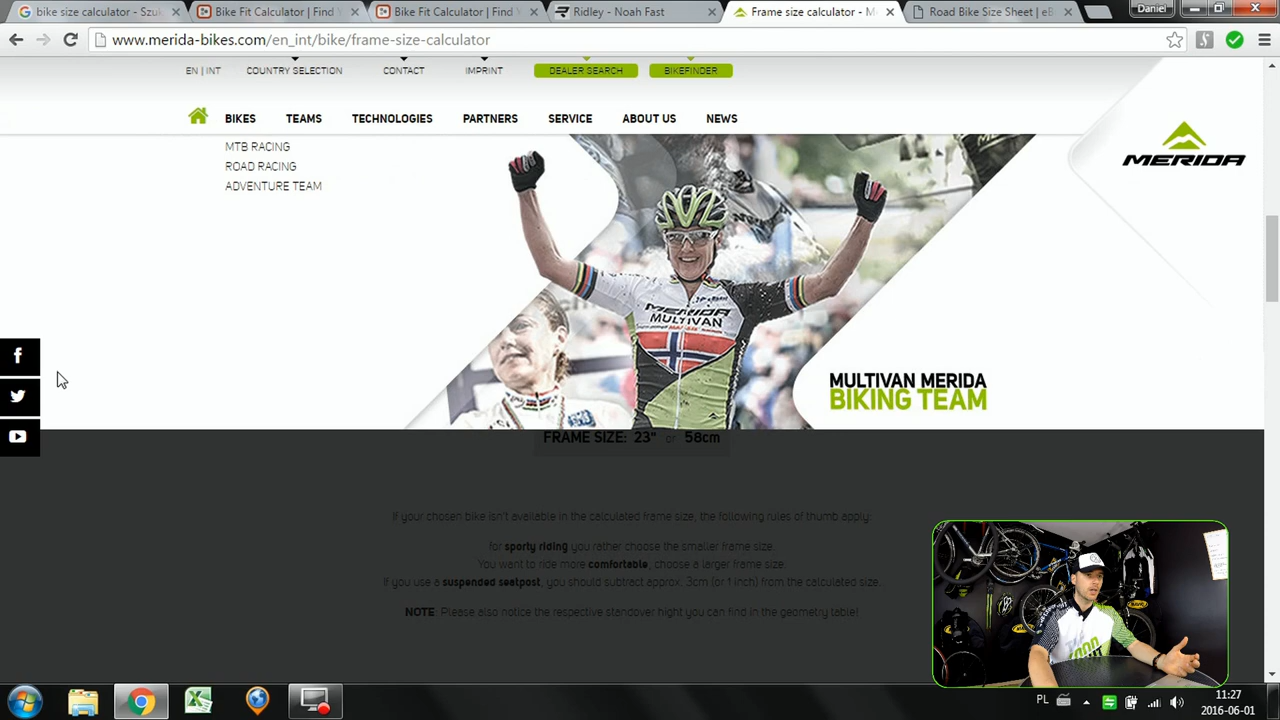 bike size calculator - Szuk
Bike Fit Calculator | Find Y
Bike Fit Calculator | Find Y
Ridley - Noah Fast
Frame size calculator - Me
Road Bike Size Sheet | eB
Daniel
www.merida-bikes.com/en_int/bike/frame-size-calculator
EN | INT
COUNTRY SELECTION
CONTACT
IMPRINT
DEALER SEARCH
BIKEFINDER
BIKES
TEAMS
TECHNOLOGIES
PARTNERS
SERVICE
ABOUT US
NEWS
MERIDA
MTB RACING
ROAD RACING
ADVENTURE TEAM
MERIDA
MULTIVAN
MULTIVAN MERIDA
BIKING TEAM
FRAME SIZE: 23" or 58cm
If your chosen bike isn't available in the calculated frame size, the following rules of thumb apply:
for sporty riding you rather choose the smaller frame size.
You want to ride more comfortable, choose a larger frame size.
If you use a suspended seatpost, you should subtract approx. 3cm (or 1 inch) from the calculated size.
NOTE: Please also notice the respective standover hight you can find in the geometry table!
PL
11:27
2016-06-01